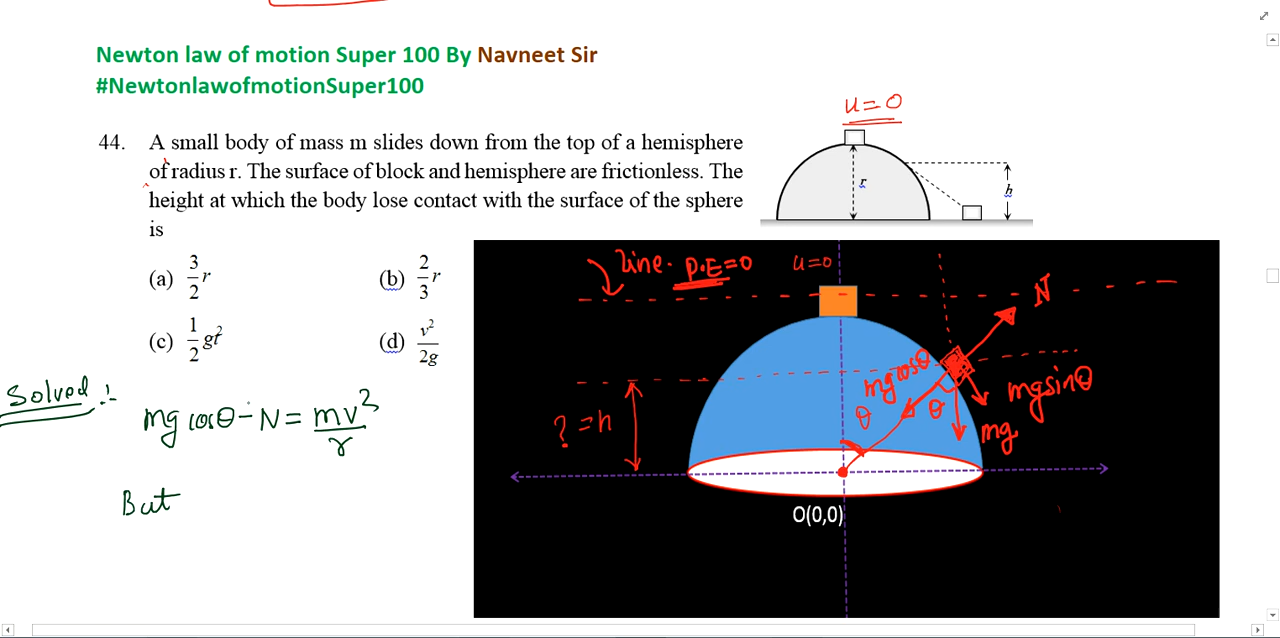 Newton law of motion Super 100 By Navneet Sir
#NewtonlawofmotionSuper100
u=0
44. A small body of mass m slides down from the top of a hemisphere
of radius r. The surface of block and hemisphere are frictionless. The
height at which the body lose contact with the surface of the sphere
is
r
h
(a) 3/2 r
(b) 2/3 r
(c) 1/2 gt²
(d) v²/2g
Solved :-
mg cosθ - N = mv²/r
But
line. P.E=0
u=0
N
mg cosθ
mg sinθ
θ
θ
mg
? = h
O(0,0)